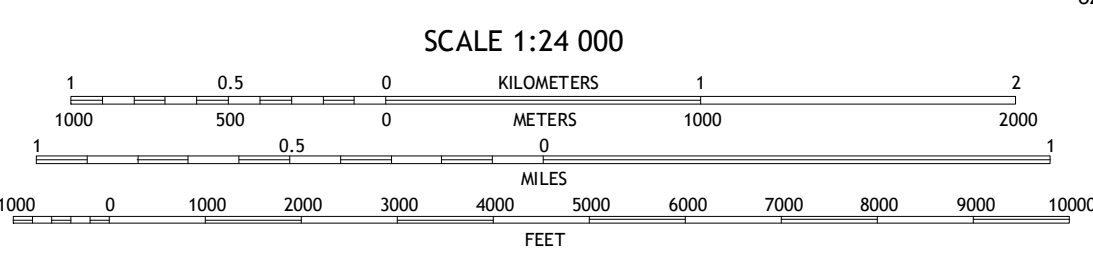 SCALE 1:24 000
1 0.5 0 KILOMETERS 1 2
1000 500 0 METERS 1000 2000
1 0.5 0 1
MILES
1000 0 1000 2000 3000 4000 5000 6000 7000 8000 9000 10000
FEET